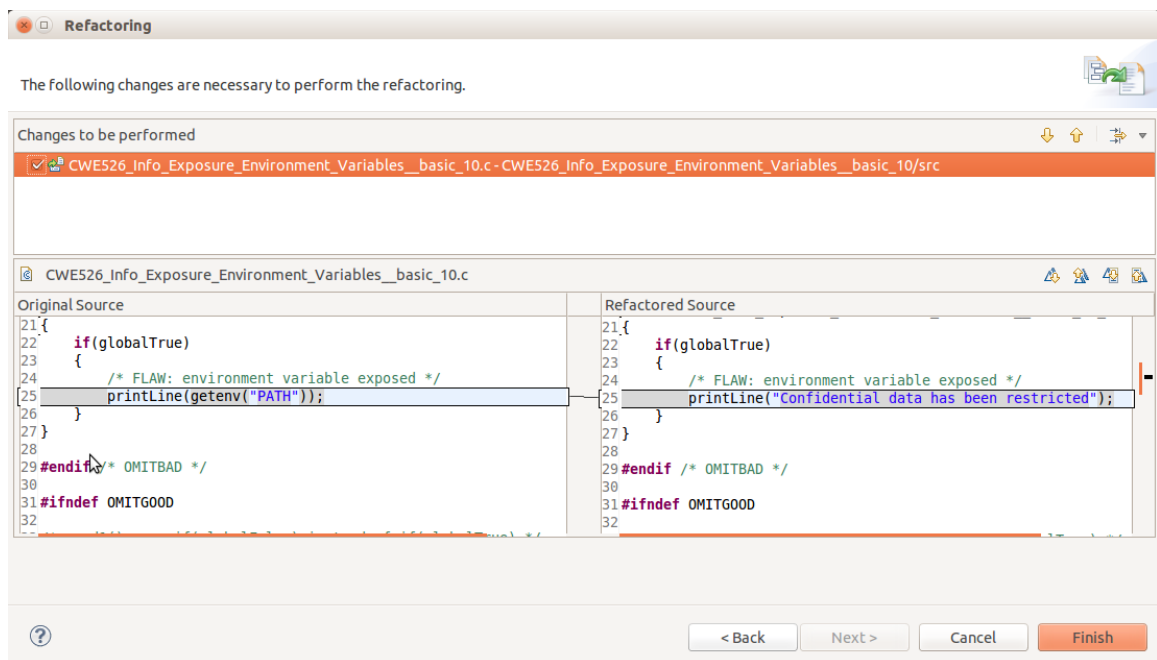 Refactoring
The following changes are necessary to perform the refactoring.
Changes to be performed
CWE526_Info_Exposure_Environment_Variables__basic_10.c - CWE526_Info_Exposure_Environment_Variables__basic_10/src
CWE526_Info_Exposure_Environment_Variables__basic_10.c
Original Source
21 {
22     if(globalTrue)
23     {
24         /* FLAW: environment variable exposed */
25         printLine(getenv("PATH"));
26     }
27 }
28
29 #endif /* OMITBAD */
30
31 #ifndef OMITGOOD
32
Refactored Source
21 {
22     if(globalTrue)
23     {
24         /* FLAW: environment variable exposed */
25         printLine("Confidential data has been restricted");
26     }
27 }
28
29 #endif /* OMITBAD */
30
31 #ifndef OMITGOOD
32
?
< Back
Next >
Cancel
Finish